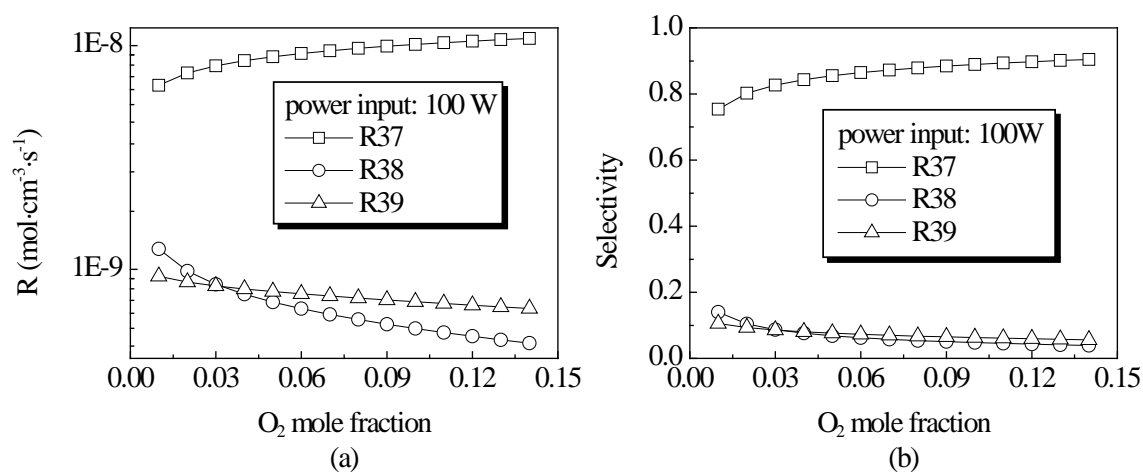 1E-8
1E-9
R (mol·cm⁻³·s⁻¹)
power input: 100 W
R37
R38
R39
0.00 0.03 0.06 0.09 0.12 0.15
O₂ mole fraction
(a)
1.0
0.8
0.6
0.4
0.2
0.0
Selectivity
power input: 100W
R37
R38
R39
0.00 0.03 0.06 0.09 0.12 0.15
O₂ mole fraction
(b)